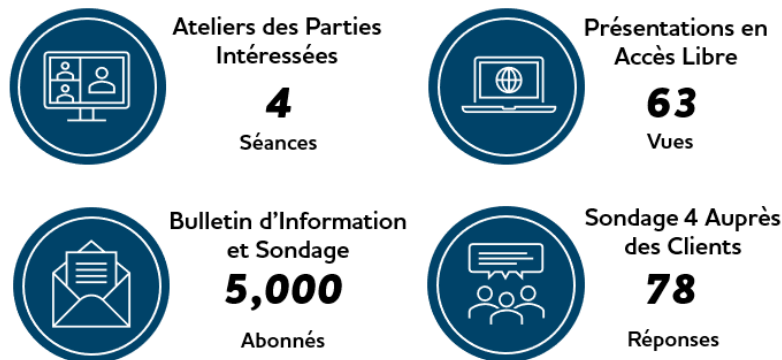 Ateliers des Parties
Intéressées
4
Séances
Présentations en
Accès Libre
63
Vues
Bulletin d'Information
et Sondage
5,000
Abonnés
Sondage 4 Auprès
des Clients
78
Réponses